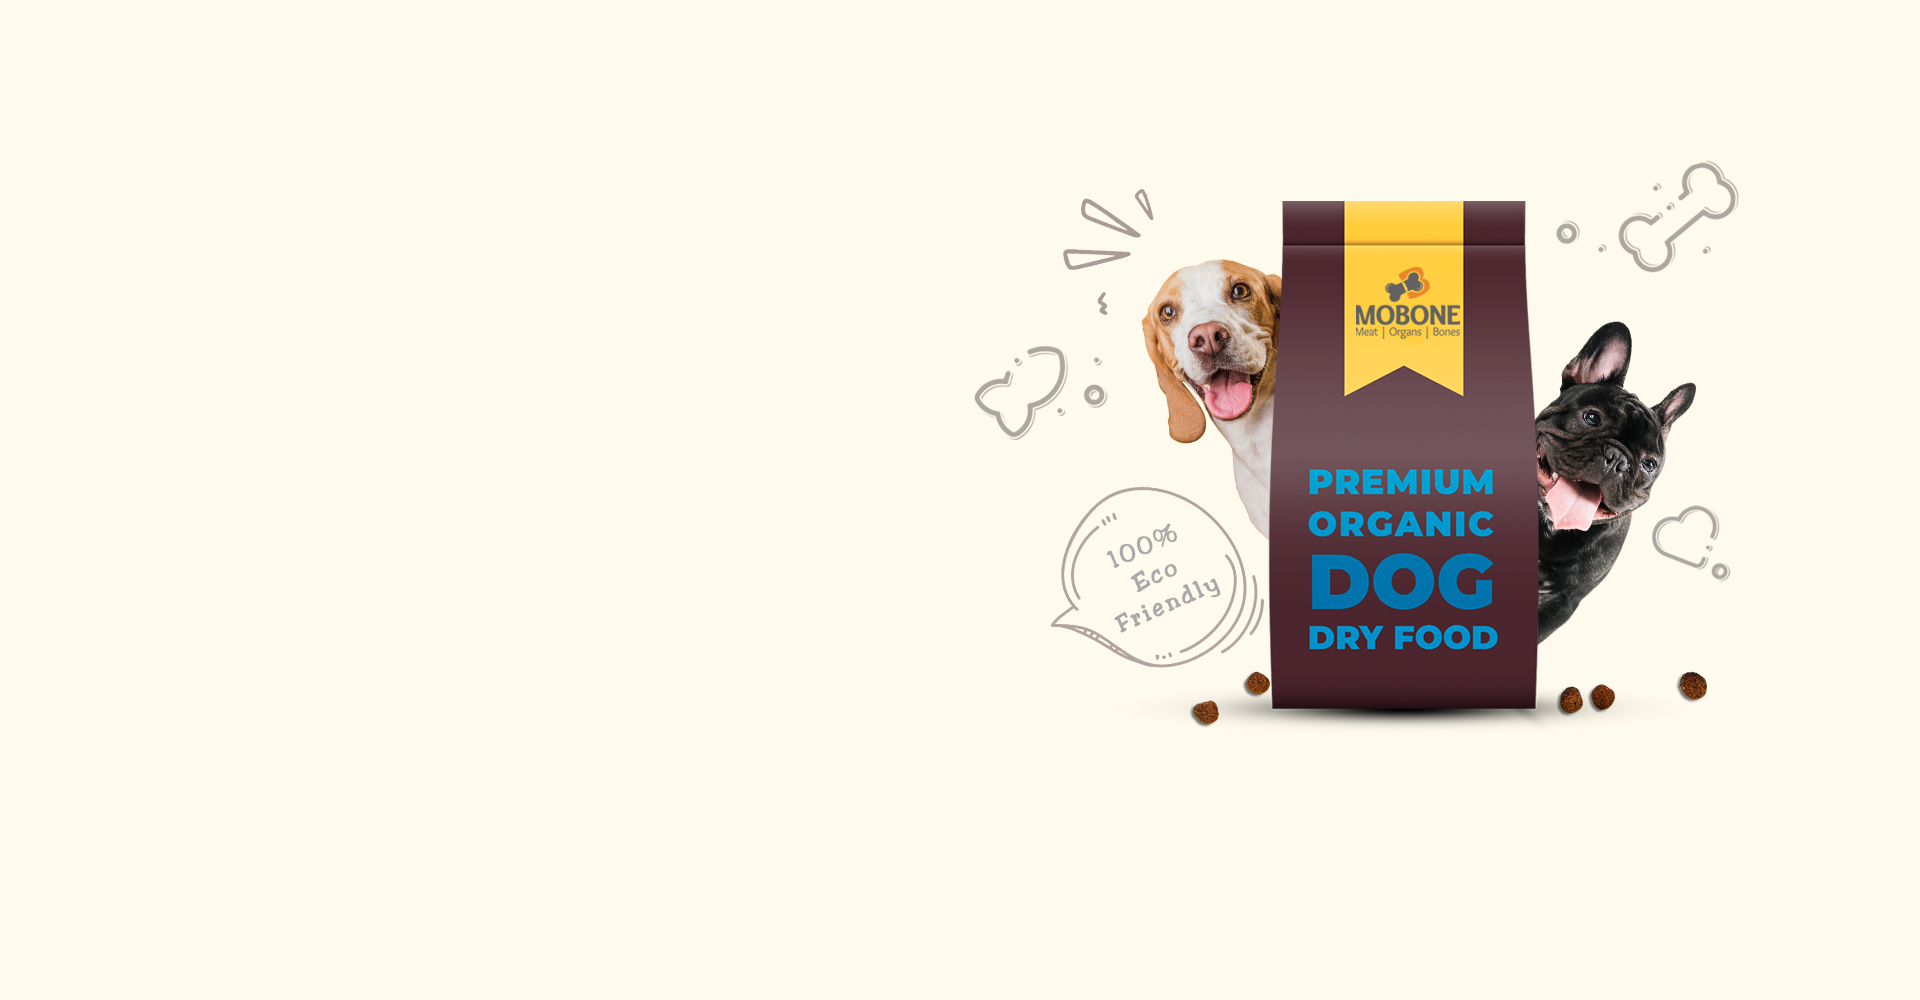 MOBONE
Meat | Organs | Bones
PREMIUM
ORGANIC
DOG
DRY FOOD
100%
Eco
Friendly